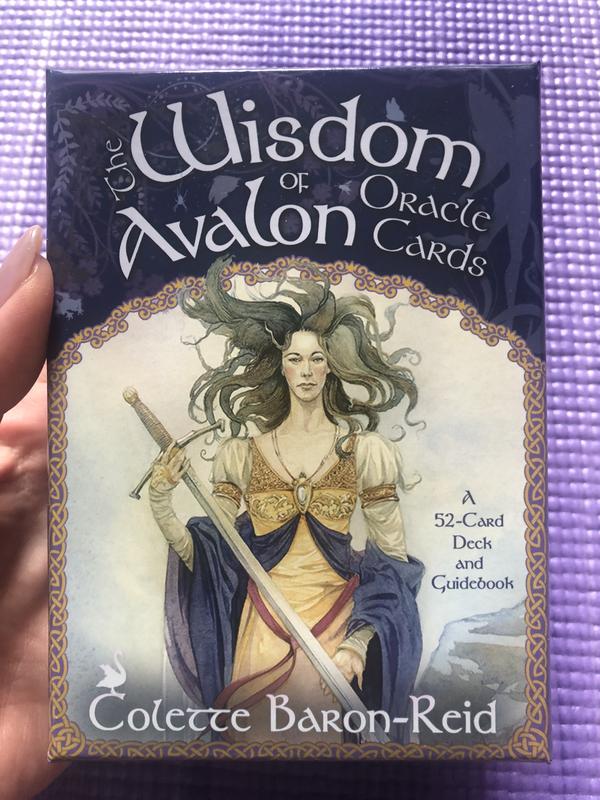 The Wisdom
of
Avalon Oracle
Cards
A
52-Card
Deck
and
Guidebook
Colette Baron-Reid